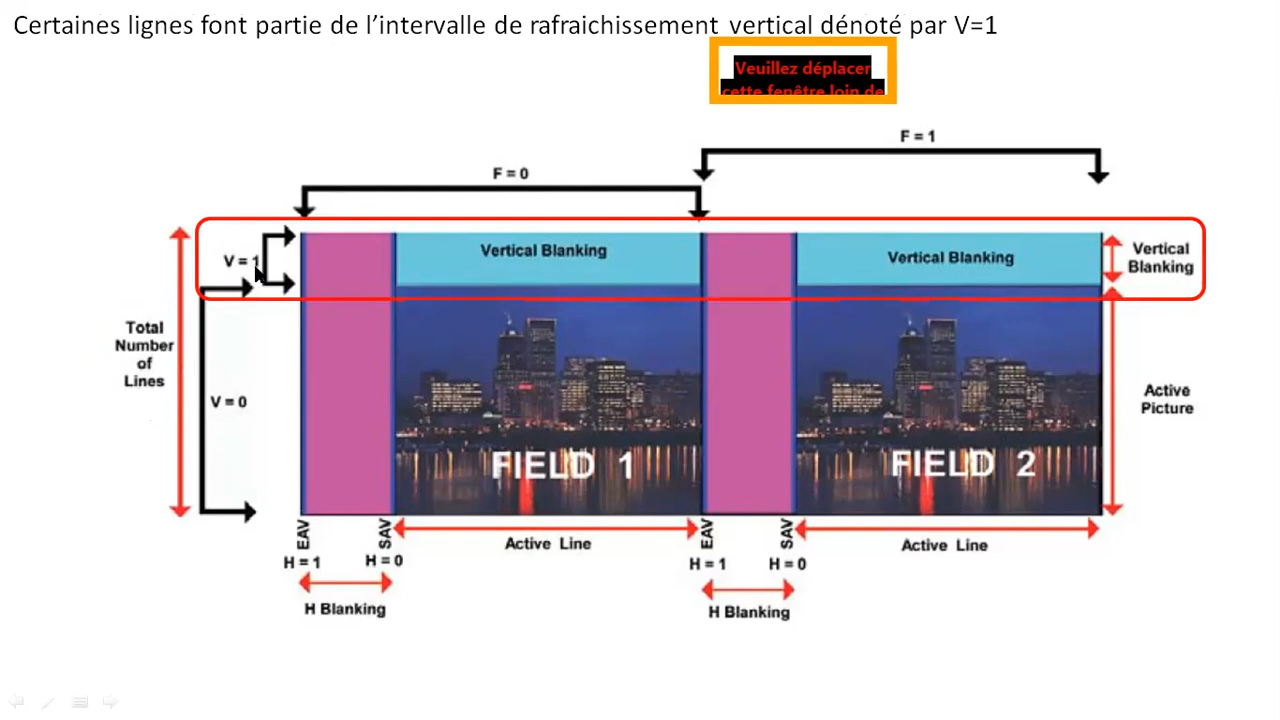 Certaines lignes font partie de l’intervalle de rafraichissement vertical dénoté par V=1
Veuillez déplacer
cette fenêtre loin de
F = 1
F = 0
Vertical Blanking
Vertical Blanking
V = 1
Vertical
Blanking
Total
Number
of
Lines
V = 0
Active
Picture
FIELD 1
FIELD 2
EAV
SAV
EAV
SAV
Active Line
Active Line
H = 1
H = 0
H = 1
H = 0
H Blanking
H Blanking